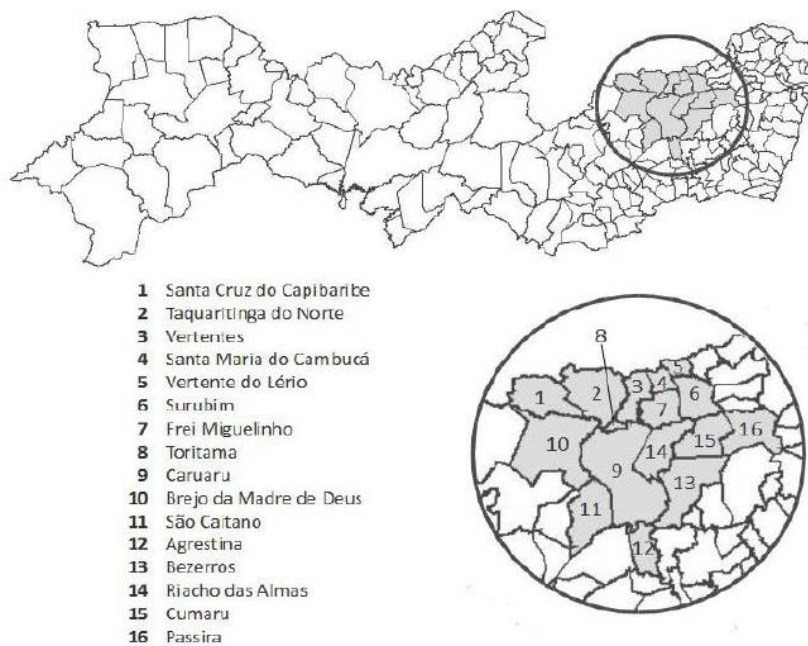 1 Santa Cruz do Capibaribe
2 Taquaritinga do Norte
3 Vertentes
4 Santa Maria do Cambucá
5 Vertente do Lério
6 Surubim
7 Frei Miguelinho
8 Toritama
9 Caruaru
10 Brejo da Madre de Deus
11 São Caitano
12 Agrestina
13 Bezerros
14 Riacho das Almas
15 Cumaru
16 Passira
8
5
1
2
3
4
6
7
10
9
14
15
16
13
11
12